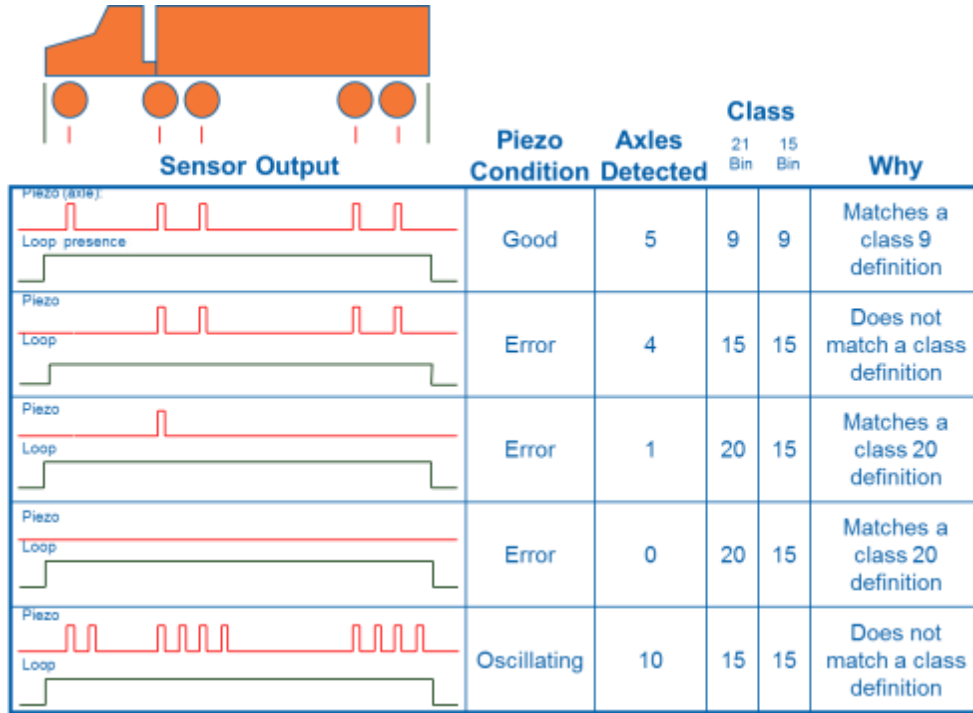 Class
Piezo Axles 21 15
Sensor Output Condition Detected Bin Bin Why
Piezo (axle):
Loop presence
Good 5 9 9 Matches a
class 9
definition
Piezo
Loop
Error 4 15 15 Does not
match a class
definition
Piezo
Loop
Error 1 20 15 Matches a
class 20
definition
Piezo
Loop
Error 0 20 15 Matches a
class 20
definition
Piezo
Loop
Oscillating 10 15 15 Does not
match a class
definition